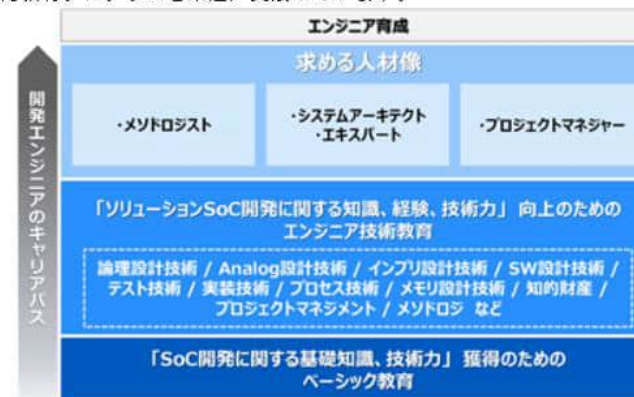 エンジニア育成
求める人材像
・メソドロジスト
・システムアーキテクト
・エキスパート
・プロジェクトマネジャー
開発エンジニアのキャリアパス
「ソリューションSoC開発に関する知識、経験、技術力」 向上のための
エンジニア技術教育
論理設計技術 / Analog設計技術 / インプリ設計技術 / SW設計技術 /
テスト技術 / 実装技術 / プロセス技術 / メモリ設計技術 / 知的財産 /
プロジェクトマネジメント / メソドロジ など
「SoC開発に関する基礎知識、技術力」 獲得のための
ベーシック教育